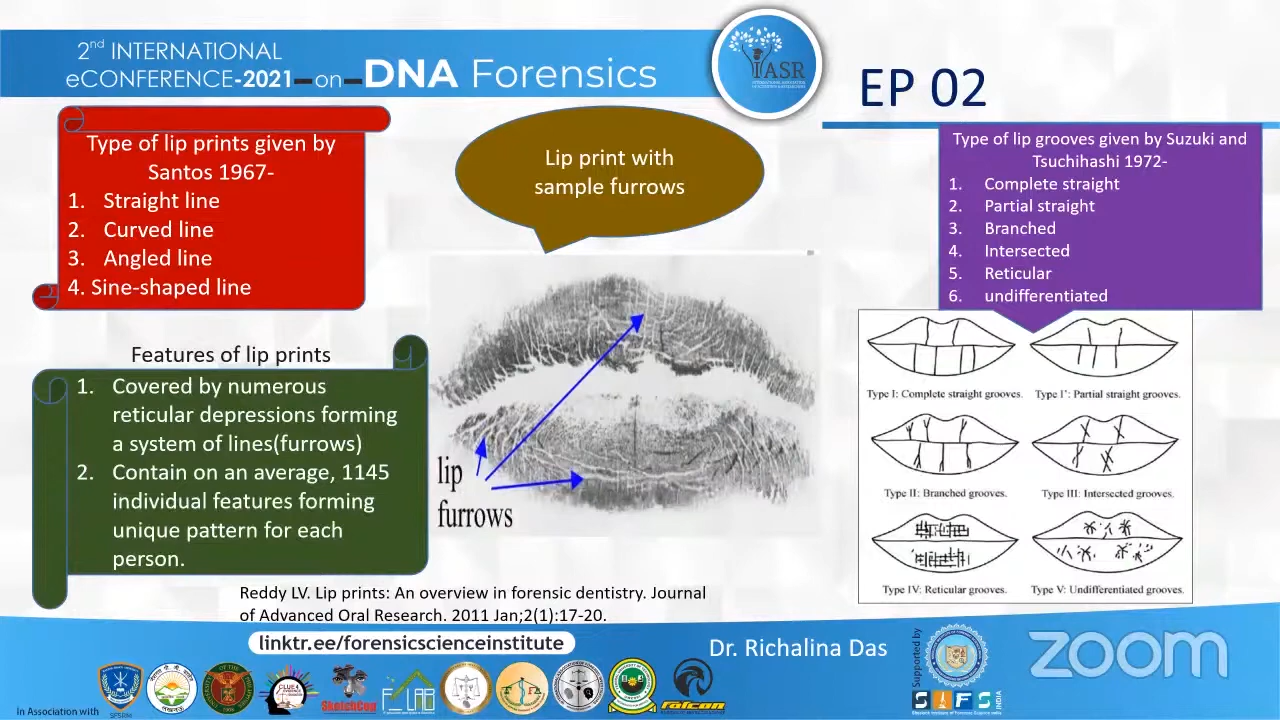 2nd INTERNATIONAL
eCONFERENCE-2021-on-DNA Forensics
IASR
EP 02
Type of lip prints given by
Santos 1967-
1. Straight line
2. Curved line
3. Angled line
4. Sine-shaped line
Lip print with
sample furrows
Type of lip grooves given by Suzuki and
Tsuchihashi 1972-
1. Complete straight
2. Partial straight
3. Branched
4. Intersected
5. Reticular
6. undifferentiated
Features of lip prints
1. Covered by numerous
reticular depressions forming
a system of lines(furrows)
2. Contain on an average, 1145
individual features forming
unique pattern for each
person.
lip
furrows
Type I: Complete straight grooves.
Type I': Partial straight grooves.
Type II: Branched grooves.
Type III: Intersected grooves.
Type IV: Reticular grooves.
Type V: Undifferentiated grooves.
Reddy LV. Lip prints: An overview in forensic dentistry. Journal
of Advanced Oral Research. 2011 Jan;2(1):17-20.
linktr.ee/forensicscienceinstitute
Dr. Richalina Das
Supported by
SIFS INDIA
zoom
In Association with